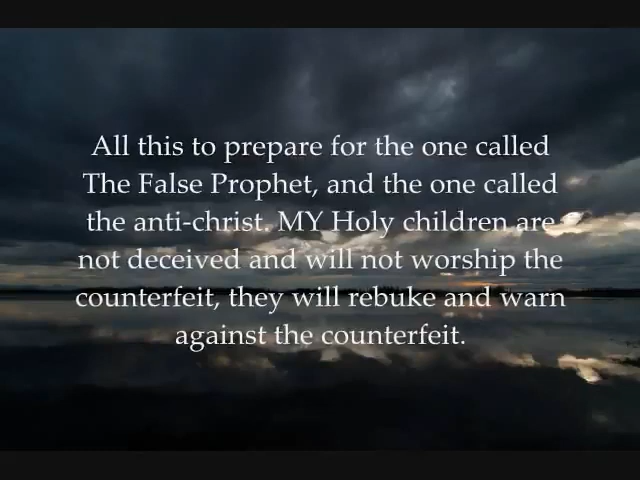 All this to prepare for the one called
The False Prophet, and the one called
the anti-christ. MY Holy children are
not deceived and will not worship the
counterfeit, they will rebuke and warn
against the counterfeit.